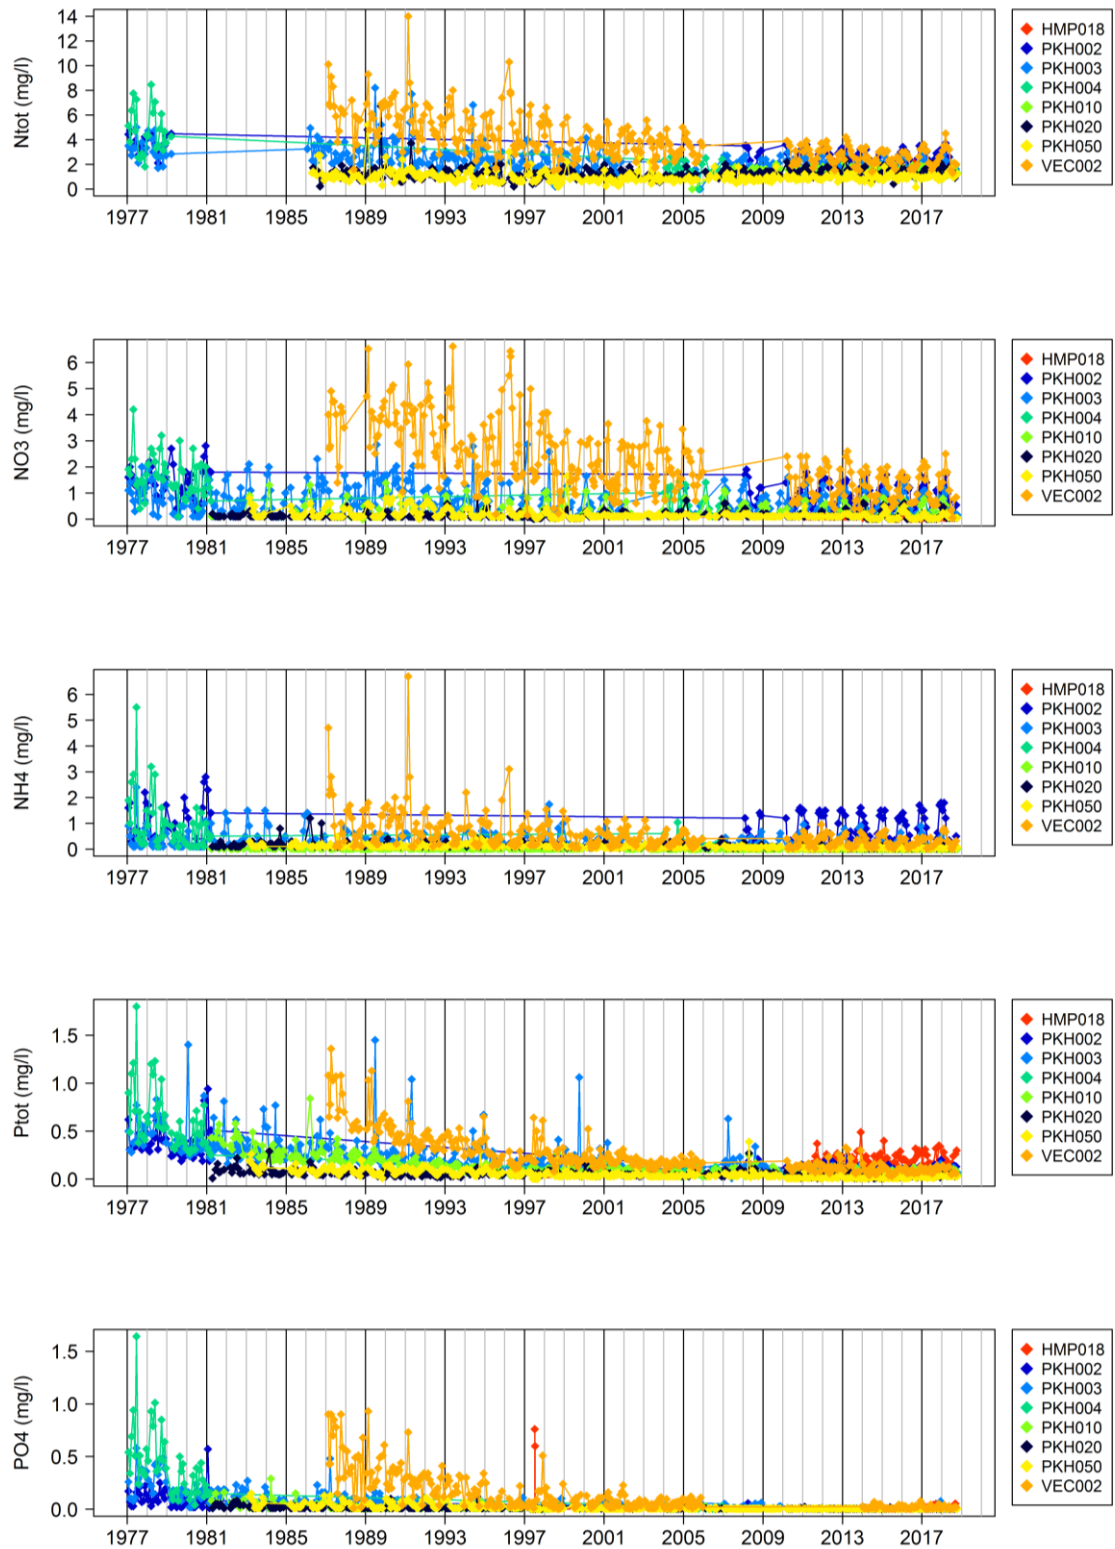 Ntot (mg/l)
14
12
10
8
6
4
2
0
1977 1981 1985 1989 1993 1997 2001 2005 2009 2013 2017
HMP018
PKH002
PKH003
PKH004
PKH010
PKH020
PKH050
VEC002
NO3 (mg/l)
6
5
4
3
2
1
0
1977 1981 1985 1989 1993 1997 2001 2005 2009 2013 2017
HMP018
PKH002
PKH003
PKH004
PKH010
PKH020
PKH050
VEC002
NH4 (mg/l)
6
5
4
3
2
1
0
1977 1981 1985 1989 1993 1997 2001 2005 2009 2013 2017
HMP018
PKH002
PKH003
PKH004
PKH010
PKH020
PKH050
VEC002
Ptot (mg/l)
1.5
1.0
0.5
0.0
1977 1981 1985 1989 1993 1997 2001 2005 2009 2013 2017
HMP018
PKH002
PKH003
PKH004
PKH010
PKH020
PKH050
VEC002
PO4 (mg/l)
1.5
1.0
0.5
0.0
1977 1981 1985 1989 1993 1997 2001 2005 2009 2013 2017
HMP018
PKH002
PKH003
PKH004
PKH010
PKH020
PKH050
VEC002